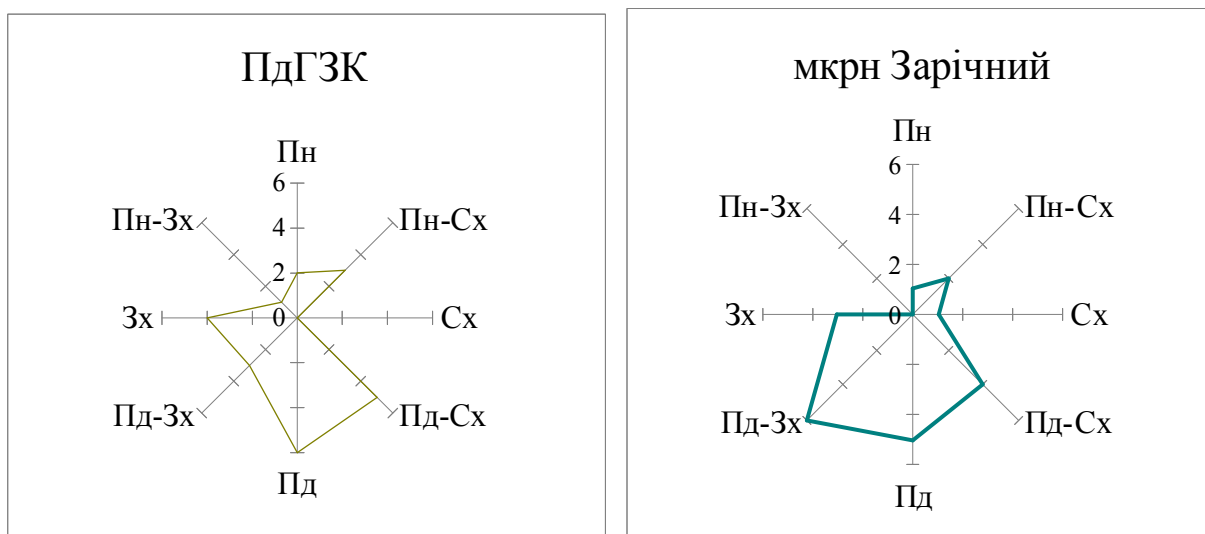 ПдГЗК
Пн
6
4
2
0
Пн-Зх
Пн-Сх
Зх
Сх
Пд-Зх
Пд-Сх
Пд
мкрн Зарічний
Пн
6
4
2
0
Пн-Зх
Пн-Сх
Зх
Сх
Пд-Зх
Пд-Сх
Пд